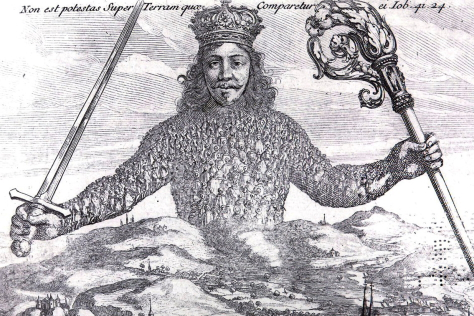 Non est potestas Super Terram quæ Comparetur ei Iob. 41. 24.